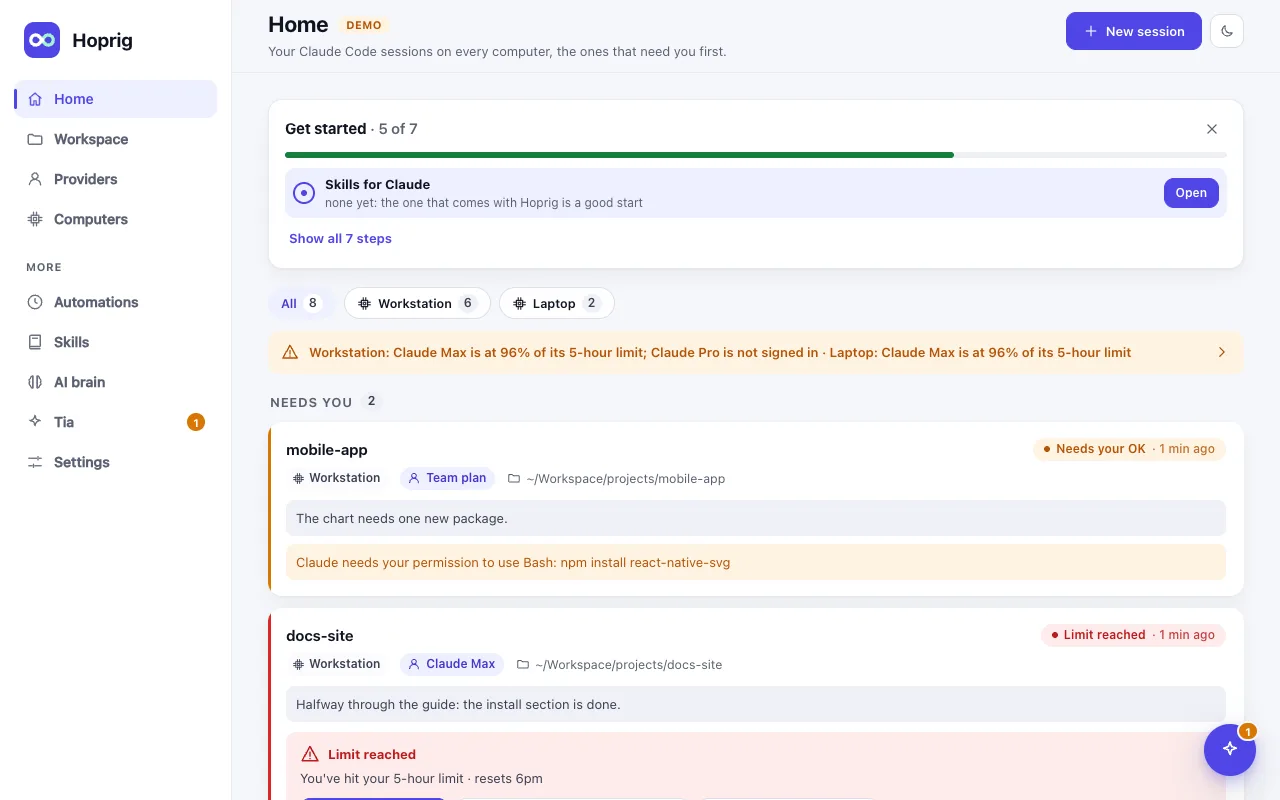 Hoprig
Home
Workspace
Providers
Computers
MORE
Automations
Skills
AI brain
Tia 1
Settings
Home DEMO
Your Claude Code sessions on every computer, the ones that need you first.
New session
Get started · 5 of 7
Skills for Claude
none yet: the one that comes with Hoprig is a good start
Open
Show all 7 steps
All 8 Workstation 6 Laptop 2
Workstation: Claude Max is at 96% of its 5-hour limit; Claude Pro is not signed in · Laptop: Claude Max is at 96% of its 5-hour limit
NEEDS YOU 2
mobile-app
Needs your OK · 1 min ago
Workstation Team plan ~/Workspace/projects/mobile-app
The chart needs one new package.
Claude needs your permission to use Bash: npm install react-native-svg
docs-site
Limit reached · 1 min ago
Workstation Claude Max ~/Workspace/projects/docs-site
Halfway through the guide: the install section is done.
Limit reached
You've hit your 5-hour limit · resets 6pm
1